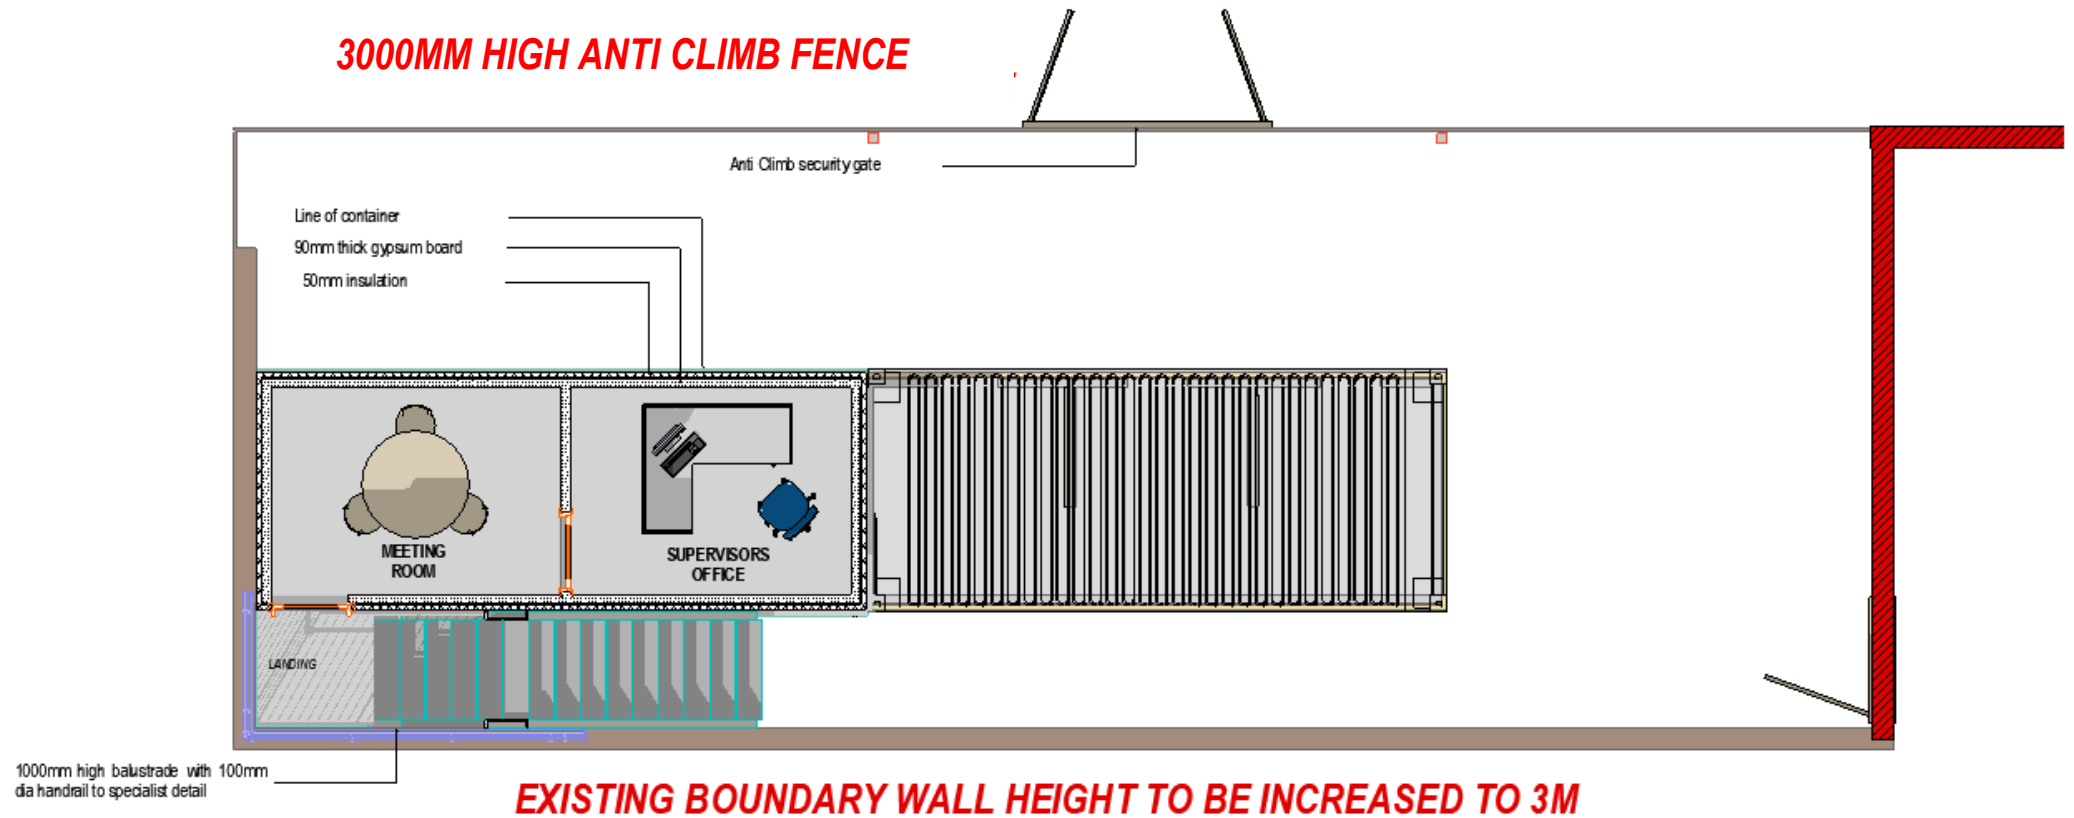 3000MM HIGH ANTI CLIMB FENCE
Anti Climb security gate
Line of container
90mm thick gypsum board
50mm insulation
MEETING
ROOM
SUPERVISORS
OFFICE
LANDING
1000mm high balustrade with 100mm
dia handrail to specialist detail
EXISTING BOUNDARY WALL HEIGHT TO BE INCREASED TO 3M